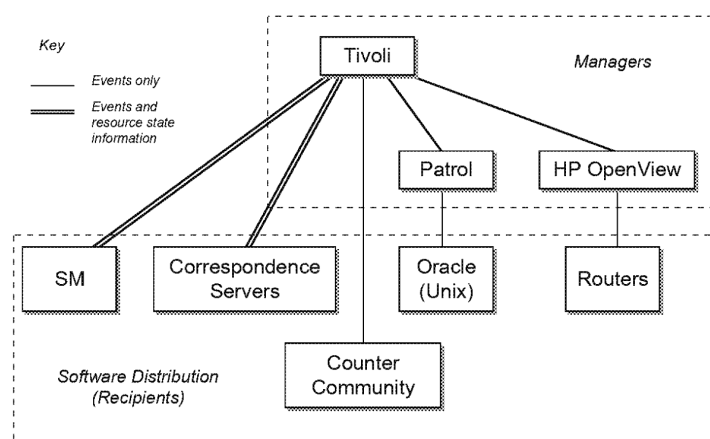 Key
Events only
Events and
resource state
information
Tivoli
Managers
Patrol
HP OpenView
SM
Correspondence
Servers
Oracle
(Unix)
Routers
Counter
Community
Software Distribution
(Recipients)